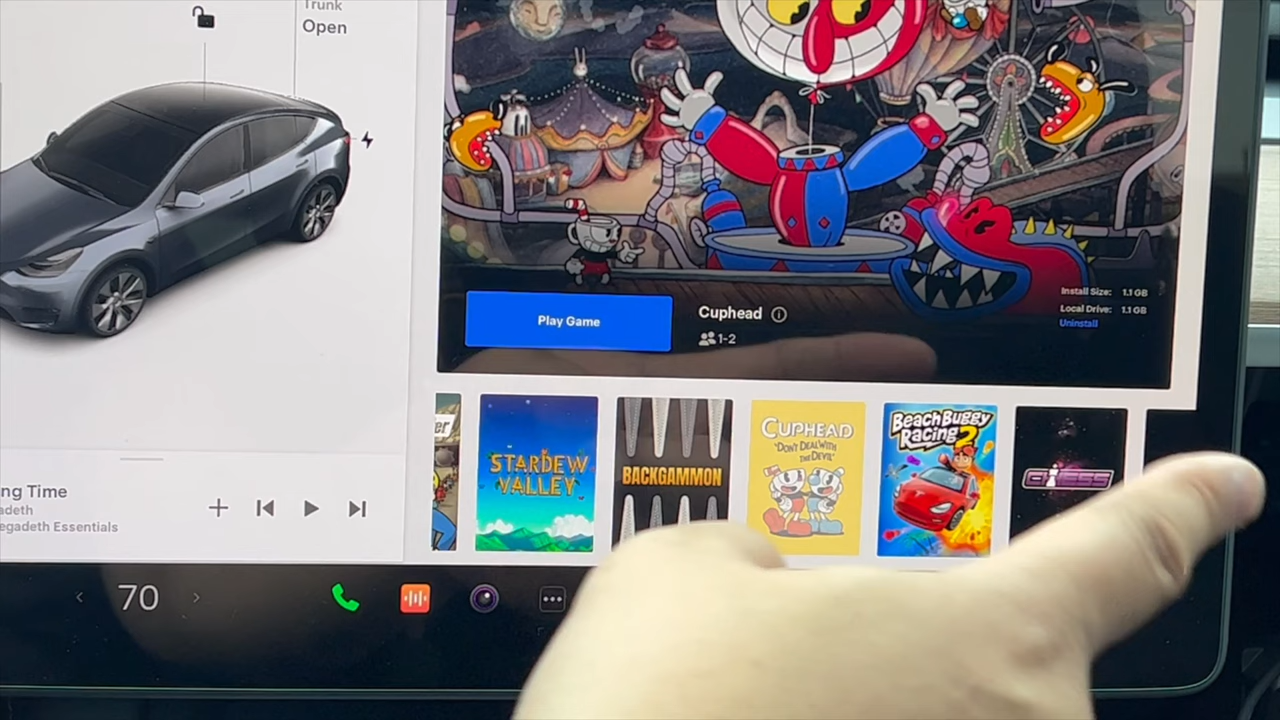 Trunk
Open
Play Game
Cuphead
1-2
Install Size: 1.1 GB
Local Drive: 1.1 GB
Uninstall
er
STARDEW
VALLEY
BACKGAMMON
CUPHEAD
"DON'T DEAL WITH
THE DEVIL"
Beach Buggy
Racing 2
CHESS
ng Time
adeth
egadeth Essentials
70